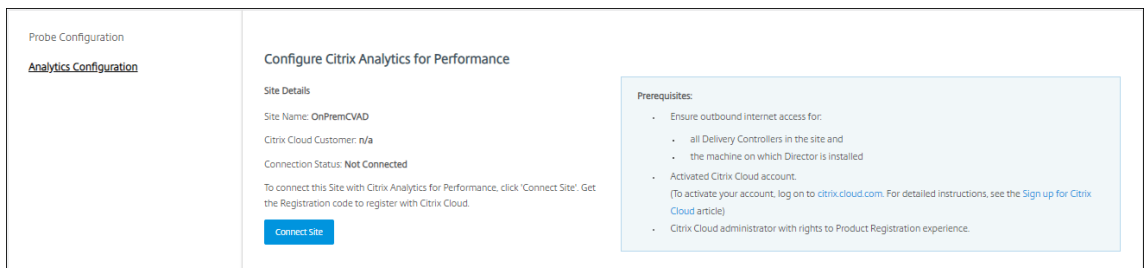 Probe Configuration
Analytics Configuration
Configure Citrix Analytics for Performance
Site Details
Site Name: OnPremCVAD
Citrix Cloud Customer: n/a
Connection Status: Not Connected
To connect this Site with Citrix Analytics for Performance, click 'Connect Site'. Get
the Registration code to register with Citrix Cloud.
Connect Site
Prerequisites:
• Ensure outbound internet access for:
• all Delivery Controllers in the site and
• the machine on which Director is installed
• Activated Citrix Cloud account.
(To activate your account, log on to citrix.cloud.com. For detailed instructions, see the Sign up for Citrix
Cloud article)
• Citrix Cloud administrator with rights to Product Registration experience.